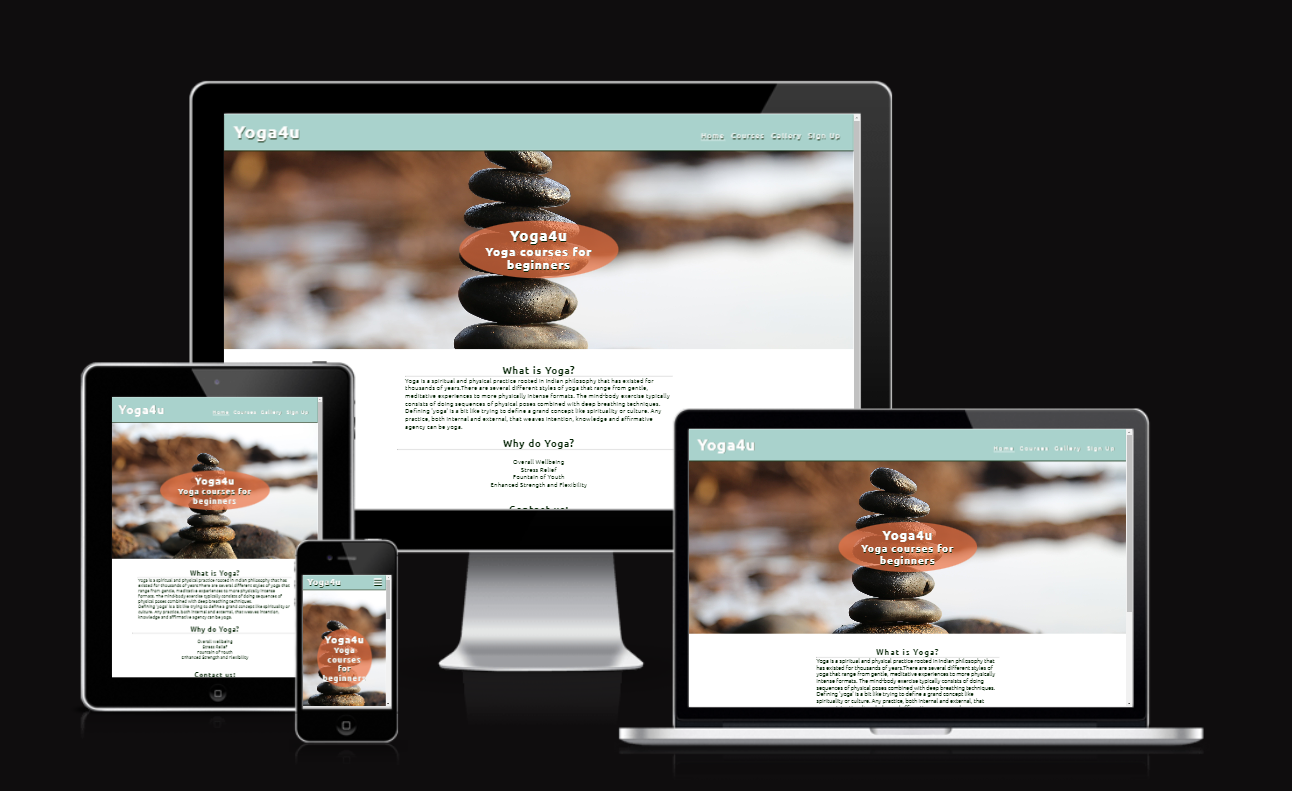 Yoga4u
Home Courses Gallery Sign Up
Yoga4u
Yoga courses for
beginners
What is Yoga?
Yoga is a spiritual and physical practice rooted in Indian philosophy that has existed for
thousands of years.There are several different styles of yoga that range from gentle,
meditative experiences to more physically intense formats. The mind-body exercise typically
consists of doing sequences of physical poses combined with deep breathing techniques.
Defining 'yoga' is a bit like trying to define a grand concept like spirituality or culture. Any
practice, both internal and external, that weaves intention, knowledge and affirmative
agency can be yoga.
Why do Yoga?
Overall Wellbeing
Stress Relief
Fountain of Youth
Enhanced Strength and Flexibility
Contact us!
Yoga4u
Home Courses Gallery Sign Up
Yoga4u
Yoga courses for
beginners
What is Yoga?
Yoga is a spiritual and physical practice rooted in Indian philosophy that has
existed for thousands of years.There are several different styles of yoga that
range from gentle, meditative experiences to more physically intense
formats. The mind-body exercise typically consists of doing sequences of
physical poses combined with deep breathing techniques.
Defining 'yoga' is a bit like trying to define a grand concept like spirituality or
culture. Any practice, both internal and external, that weaves intention,
knowledge and affirmative agency can be yoga.
Why do Yoga?
Overall Wellbeing
Stress Relief
Fountain of Youth
Enhanced Strength and Flexibility
Contact us!
Yoga4u
Yoga4u
Yoga
courses
for
beginners
Yoga4u
Home Courses Gallery Sign Up
Yoga4u
Yoga courses for
beginners
What is Yoga?
Yoga is a spiritual and physical practice rooted in Indian philosophy that
has existed for thousands of years.There are several different styles of
yoga that range from gentle, meditative experiences to more physically
intense formats. The mind-body exercise typically consists of doing
sequences of physical poses combined with deep breathing techniques.
Defining 'yoga' is a bit like trying to define a grand concept like
spirituality or culture. Any practice, both internal and external, that